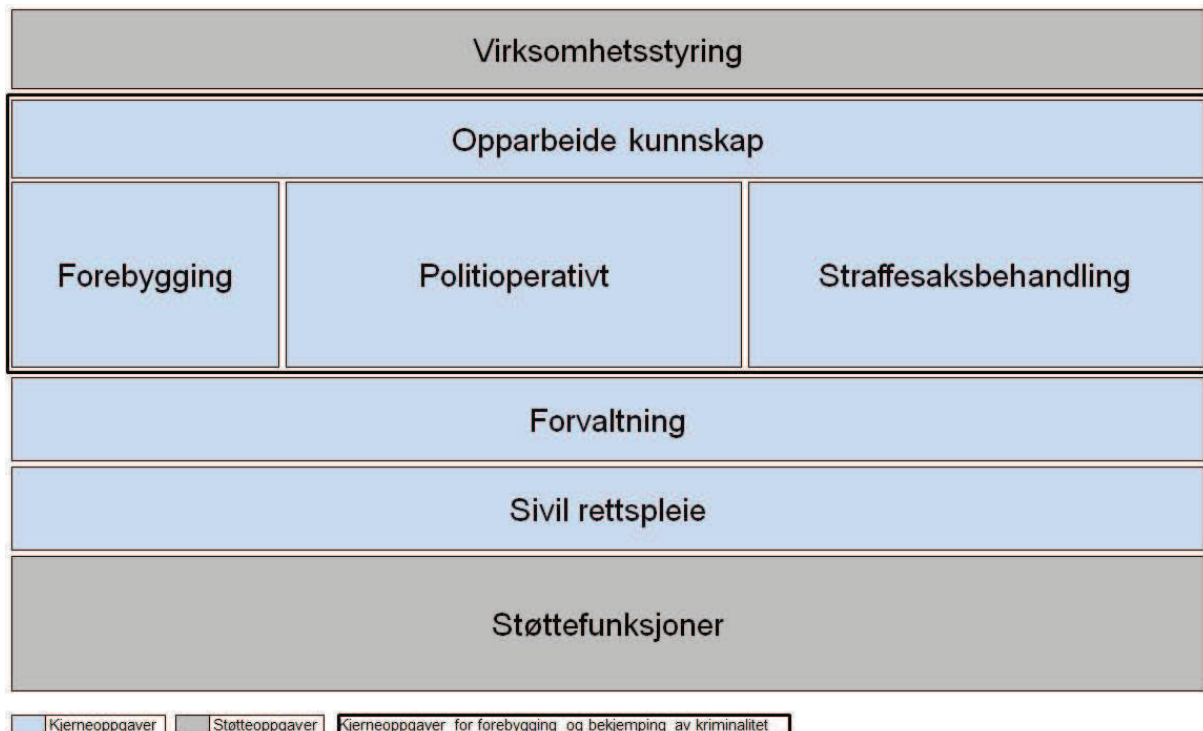 Virksomhetsstyring
Opparbeide kunnskap
Forebygging
Politioperativt
Straffesaksbehandling
Forvaltning
Sivil rettspleie
Støttefunksjoner
Kjerneoppgaver
Støtteoppgaver
Kjerneoppgaver for forebygging og bekjemping av kriminalitet